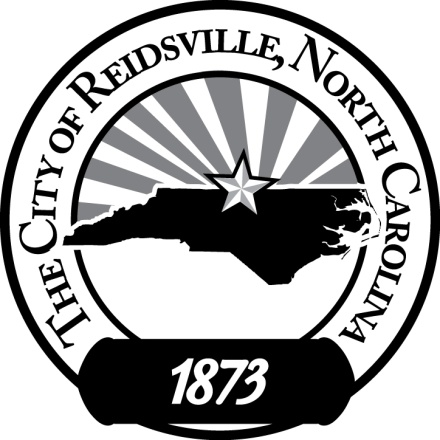 THE CITY OF REIDSVILLE, NORTH CAROLINA
1873